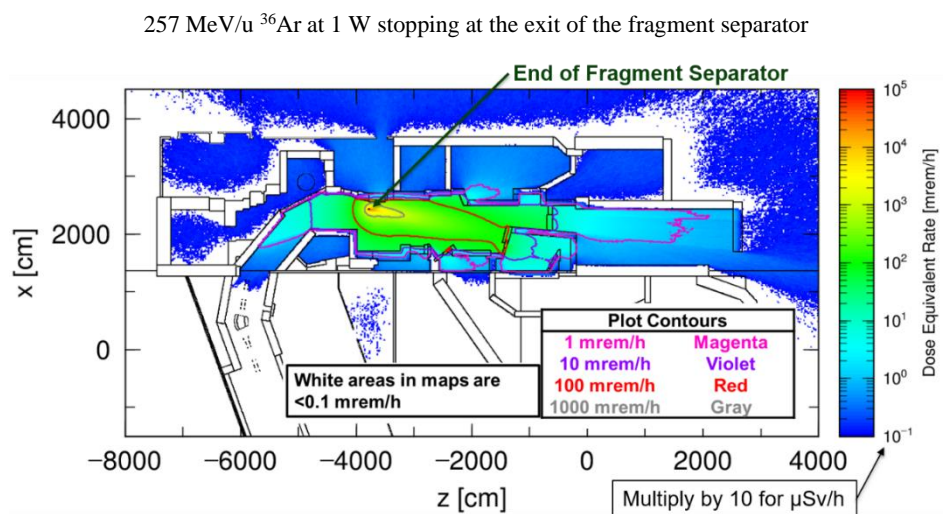 257 MeV/u ³⁶Ar at 1 W stopping at the exit of the fragment separator
End of Fragment Separator
4000
2000
0
x [cm]
−8000 −6000 −4000 −2000 0 2000 4000
z [cm]
White areas in maps are
<0.1 mrem/h
Plot Contours
1 mrem/h Magenta
10 mrem/h Violet
100 mrem/h Red
1000 mrem/h Gray
10⁵
10⁴
10³
10²
10¹
10⁰
10⁻¹
Dose Equivalent Rate [mrem/h]
Multiply by 10 for µSv/h